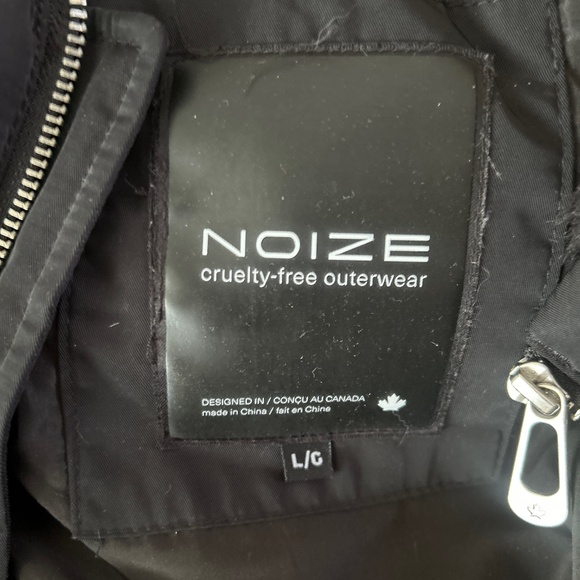 NOIZE
cruelty-free outerwear
DESIGNED IN / CONÇU AU CANADA
made in China / fait en Chine
L/G